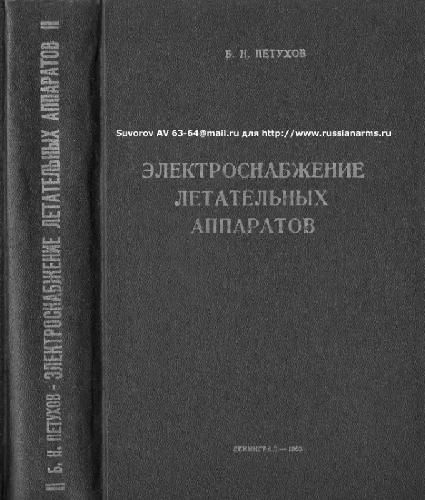 Б. Н. ПЕТУХОВ - ЭЛЕКТРОСНАБЖЕНИЕ ЛЕТАТЕЛЬНЫХ АППАРАТОВ
Б. Н. ПЕТУХОВ
Suvorov AV 63-64@mail.ru для http://www.russianarms.ru
ЭЛЕКТРОСНАБЖЕНИЕ
ЛЕТАТЕЛЬНЫХ
АППАРАТОВ
ЛЕНИНГРАД —